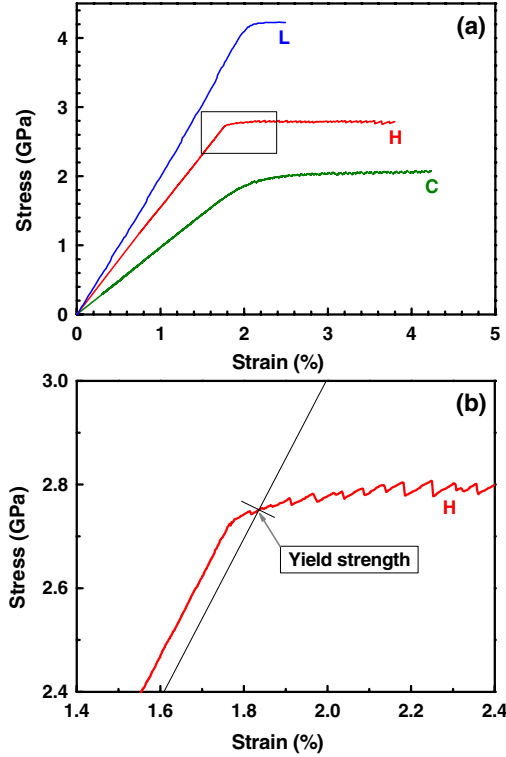 (a)
L
H
C
Stress (GPa)
4
3
2
1
0
0 1 2 3 4 5
Strain (%)
(b)
3.0
2.8
2.6
2.4
Stress (GPa)
H
Yield strength
1.4 1.6 1.8 2.0 2.2 2.4
Strain (%)